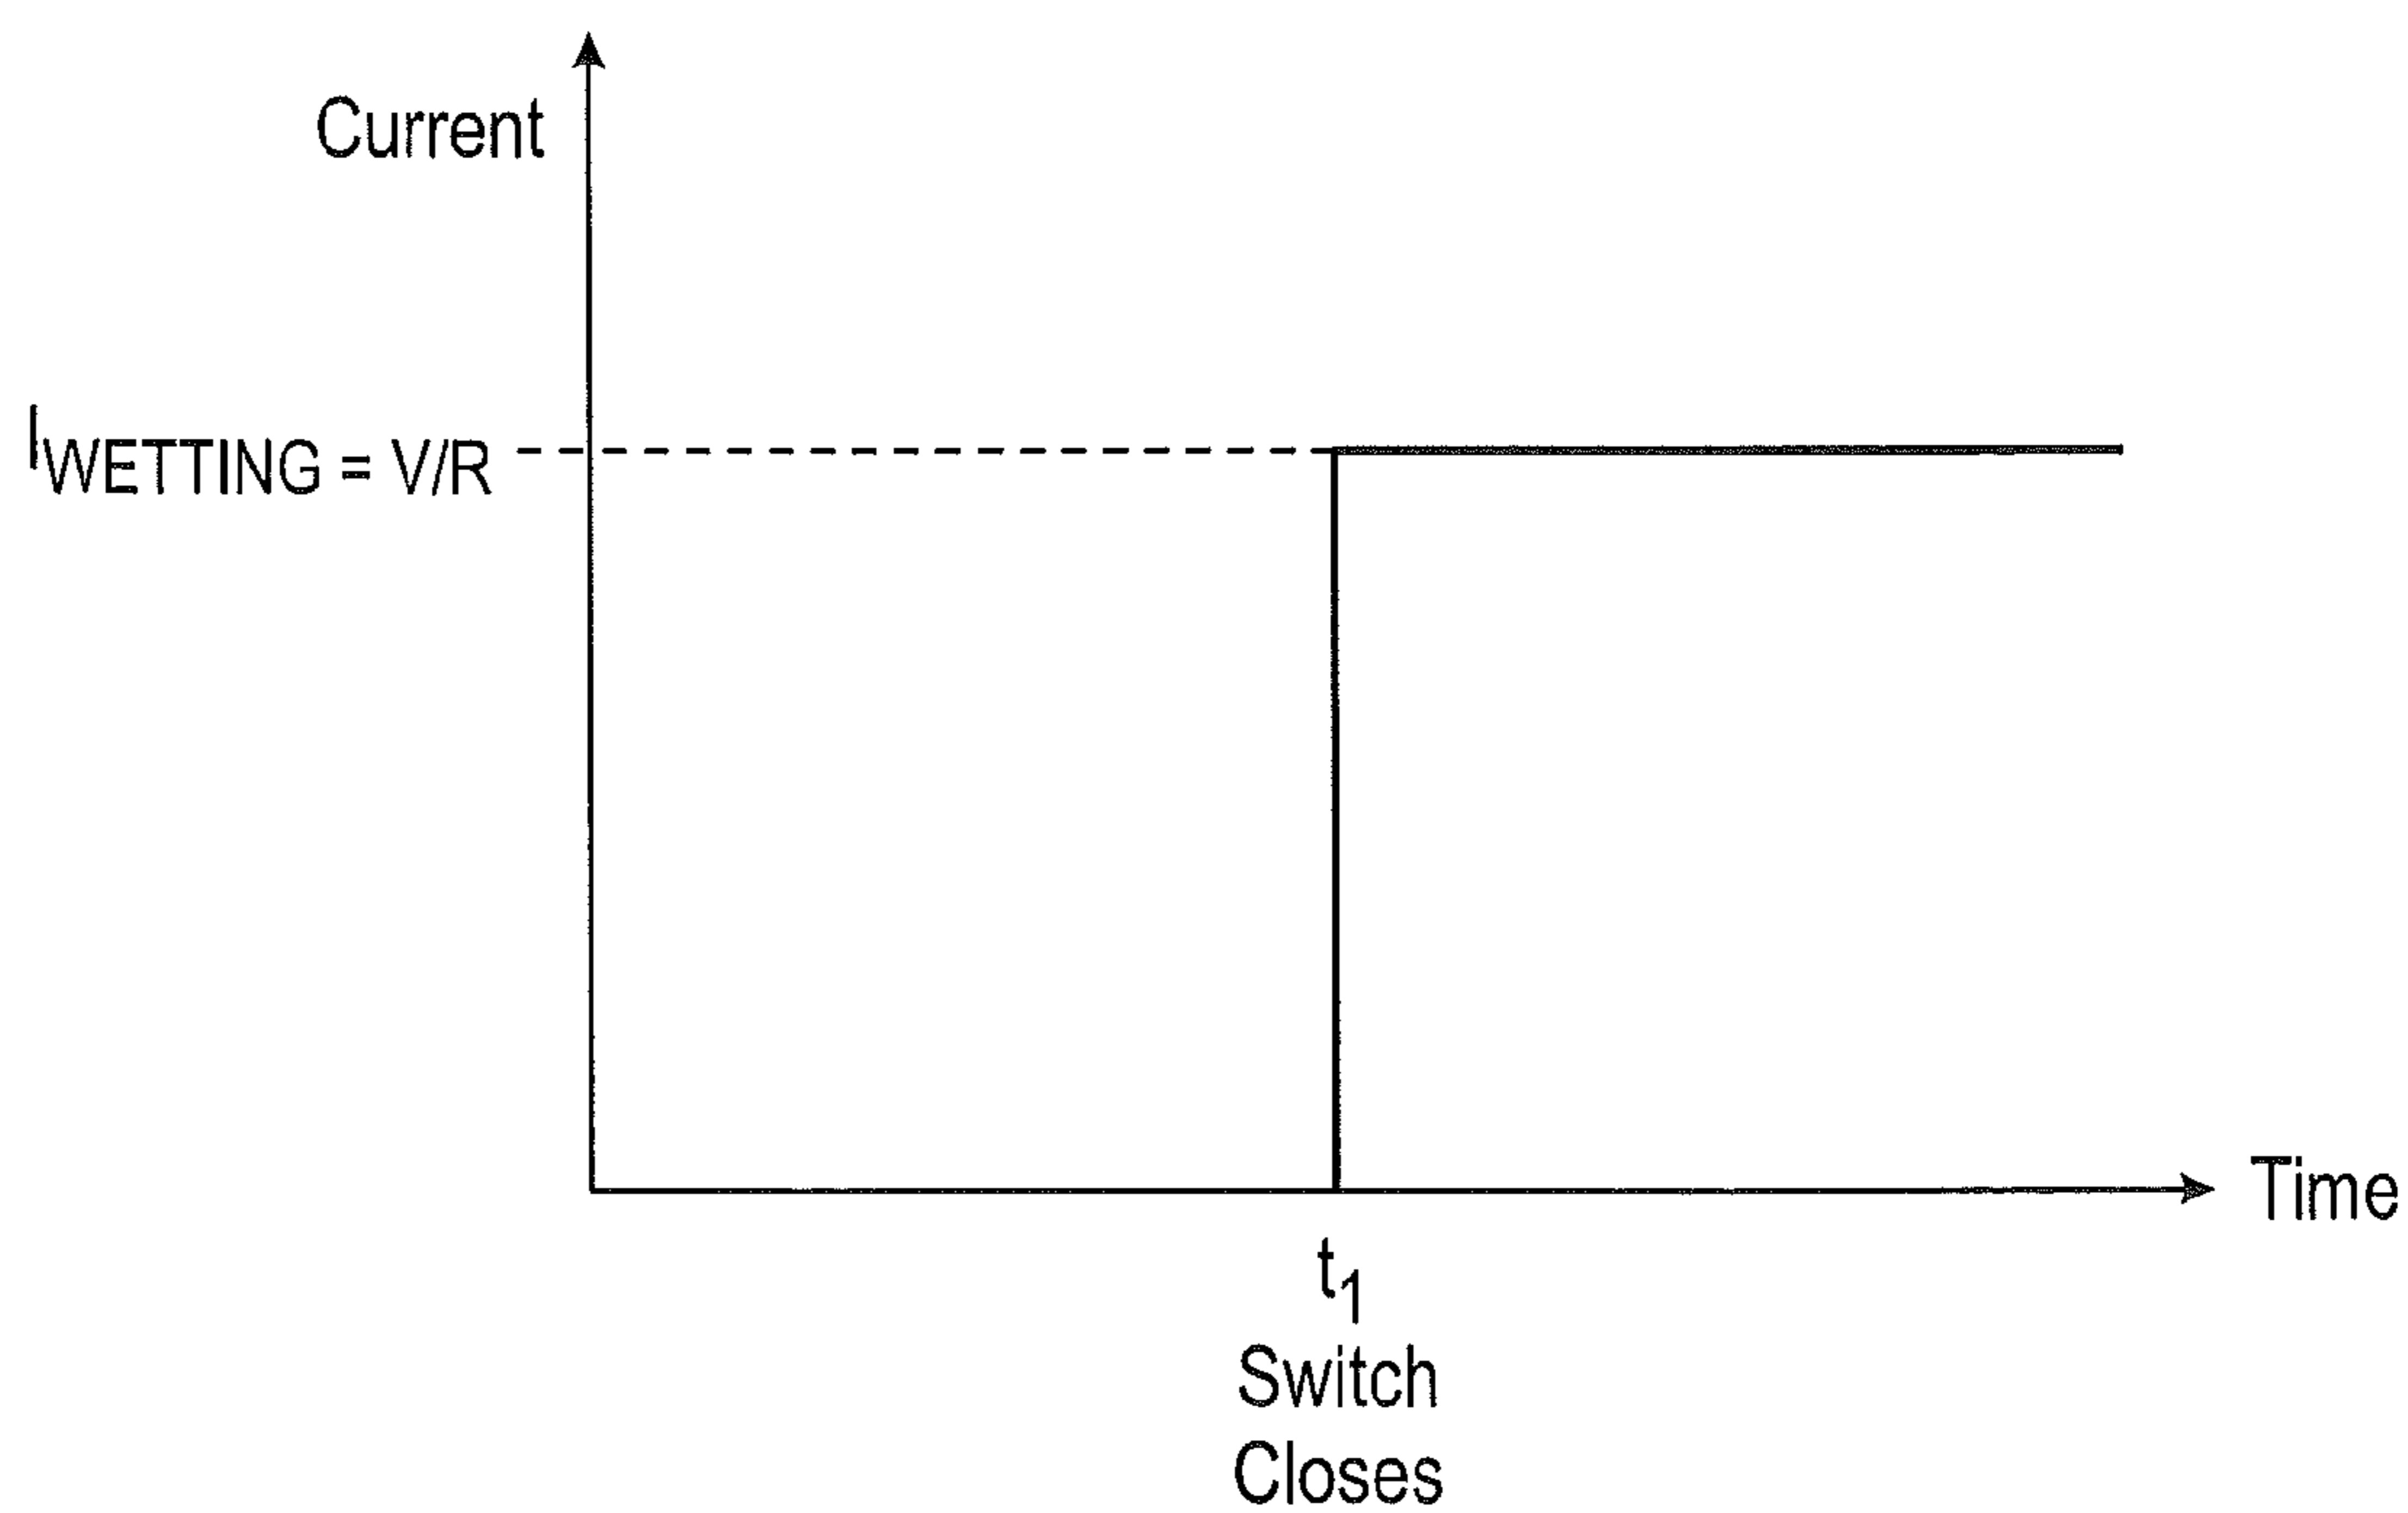 Current
IWETTING = V/R
Time
t1
Switch
Closes